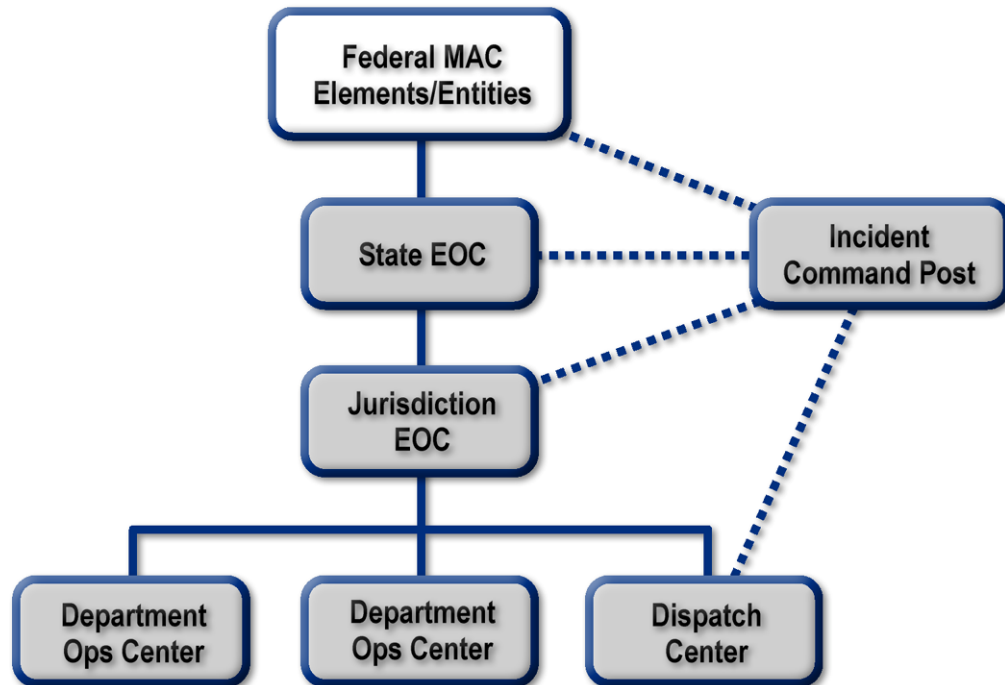 Federal MAC
Elements/Entities
State EOC
Incident
Command Post
Jurisdiction
EOC
Department
Ops Center
Department
Ops Center
Dispatch
Center